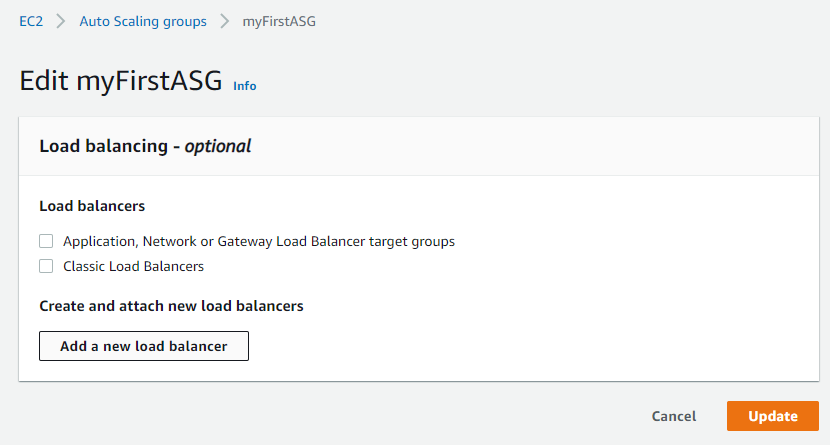 EC2 > Auto Scaling groups > myFirstASG
Edit myFirstASG Info
Load balancing - optional
Load balancers
Application, Network or Gateway Load Balancer target groups
Classic Load Balancers
Create and attach new load balancers
Add a new load balancer
Cancel Update